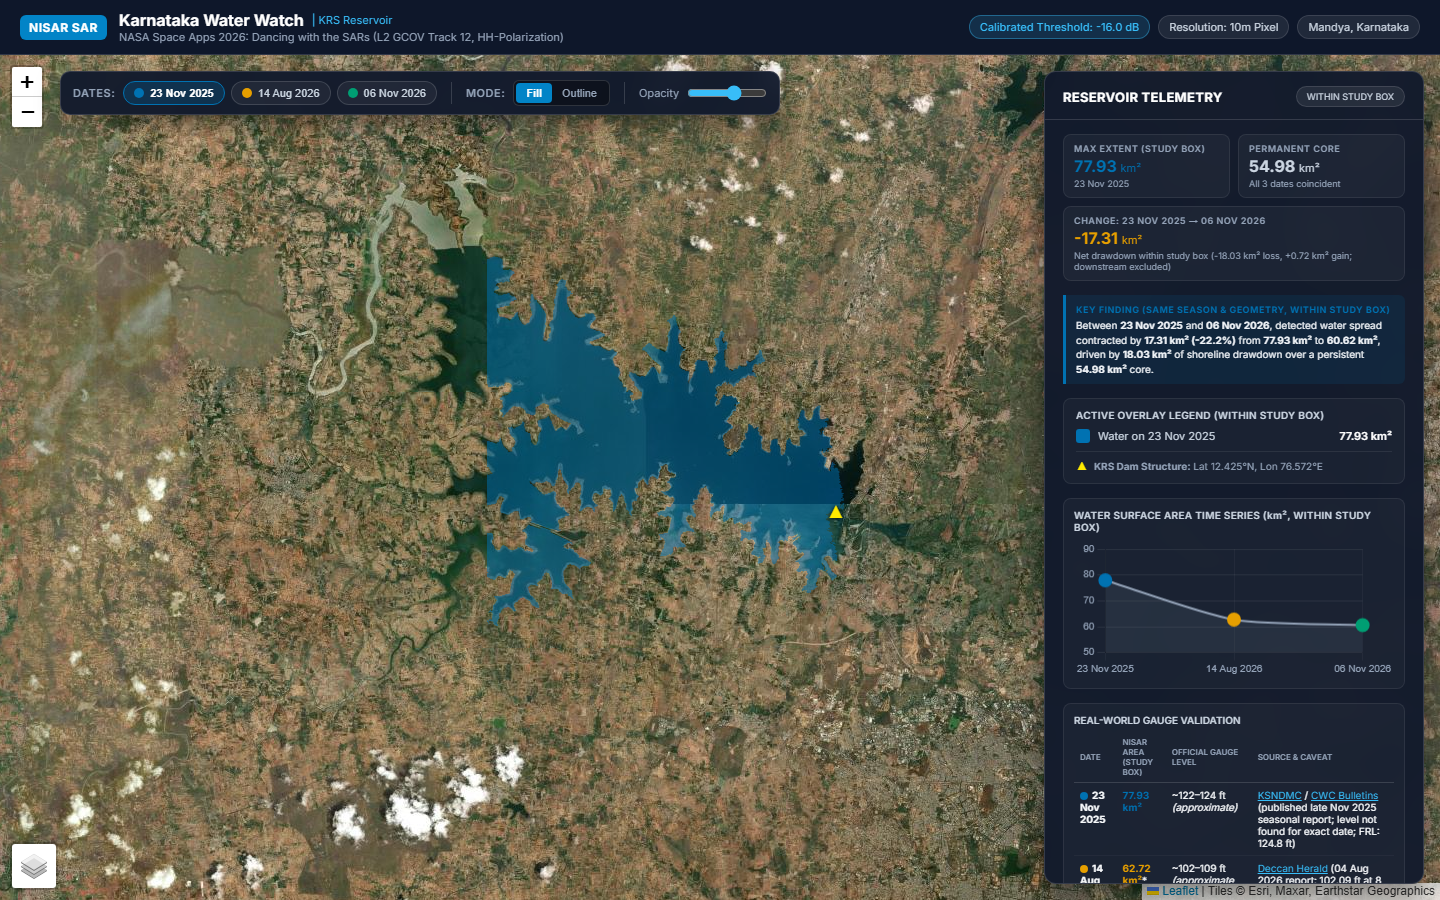 NISAR SAR
Karnataka Water Watch | KRS Reservoir
NASA Space Apps 2026: Dancing with the SARs (L2 GCOV Track 12, HH-Polarization)
Calibrated Threshold: -16.0 dB
Resolution: 10m Pixel
Mandya, Karnataka
+
−
DATES: 23 Nov 2025 14 Aug 2026 06 Nov 2026 MODE: Fill Outline Opacity
RESERVOIR TELEMETRY
WITHIN STUDY BOX
MAX EXTENT (STUDY BOX)
77.93 km²
23 Nov 2025
PERMANENT CORE
54.98 km²
All 3 dates coincident
CHANGE: 23 NOV 2025 → 06 NOV 2026
-17.31 km²
Net drawdown within study box (-18.03 km² loss, +0.72 km² gain;
downstream excluded)
KEY FINDING (SAME SEASON & GEOMETRY, WITHIN STUDY BOX)
Between 23 Nov 2025 and 06 Nov 2026, detected water spread
contracted by 17.31 km² (−22.2%) from 77.93 km² to 60.62 km²,
driven by 18.03 km² of shoreline drawdown over a persistent
54.98 km² core.
ACTIVE OVERLAY LEGEND (WITHIN STUDY BOX)
Water on 23 Nov 2025 77.93 km²
KRS Dam Structure: Lat 12.425°N, Lon 76.572°E
WATER SURFACE AREA TIME SERIES (km², WITHIN STUDY
BOX)
90
80
70
60
50
23 Nov 2025 14 Aug 2026 06 Nov 2026
REAL-WORLD GAUGE VALIDATION
DATE
NISAR
AREA
(STUDY
BOX)
OFFICIAL GAUGE
LEVEL
SOURCE & CAVEAT
23
Nov
2025
77.93
km²
~122–124 ft
(approximate)
KSNDMC / CWC Bulletins
(published late Nov 2025
seasonal report; level not
found for exact date; FRL:
124.8 ft)
14
Aug
62.72
km²*
~102–109 ft
(approximate
Deccan Herald (04 Aug
2026 report: 102.09 ft at 8
Leaflet | Tiles © Esri, Maxar, Earthstar Geographics